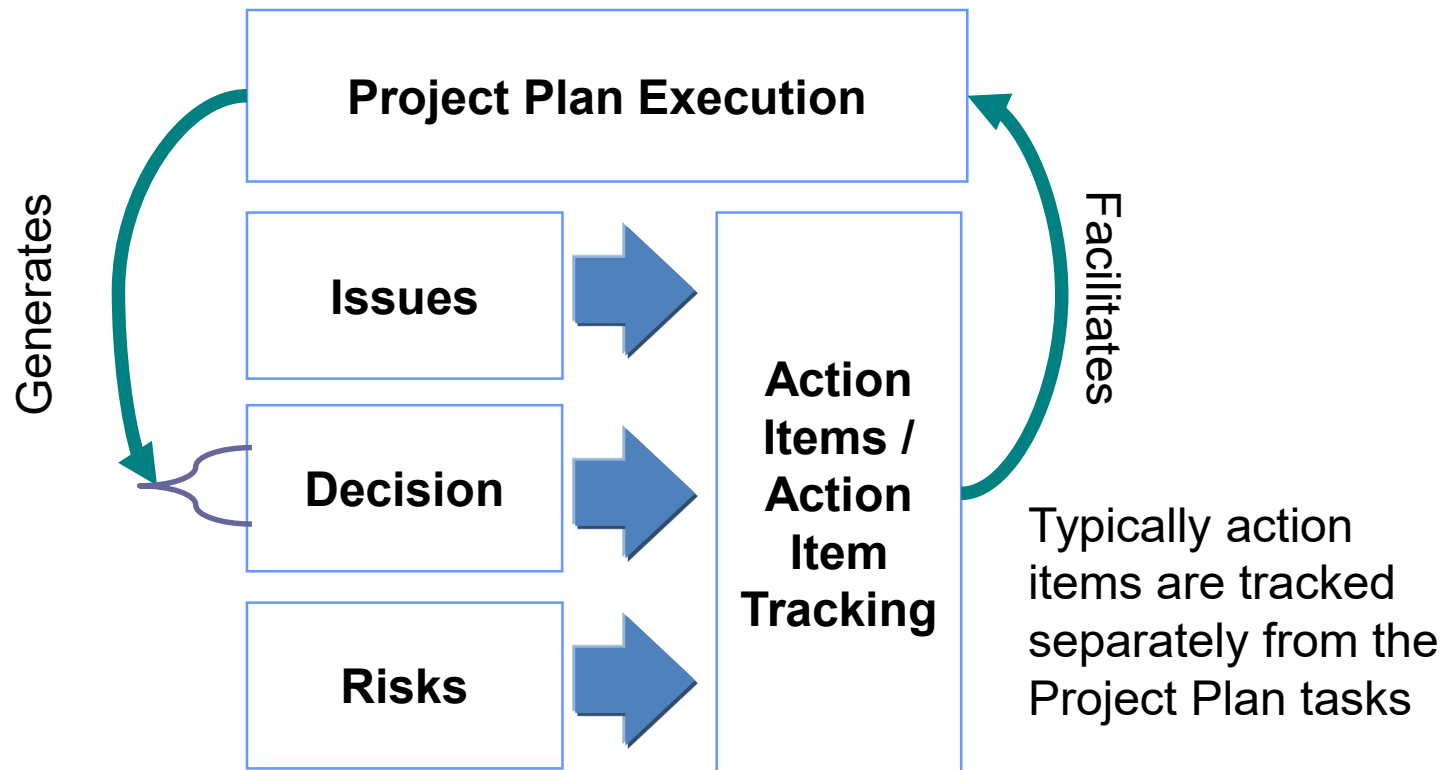 Project Plan Execution
Generates
Issues
Decision
Risks
Action
Items /
Action
Item
Tracking
Facilitates
Typically action
items are tracked
separately from the
Project Plan tasks